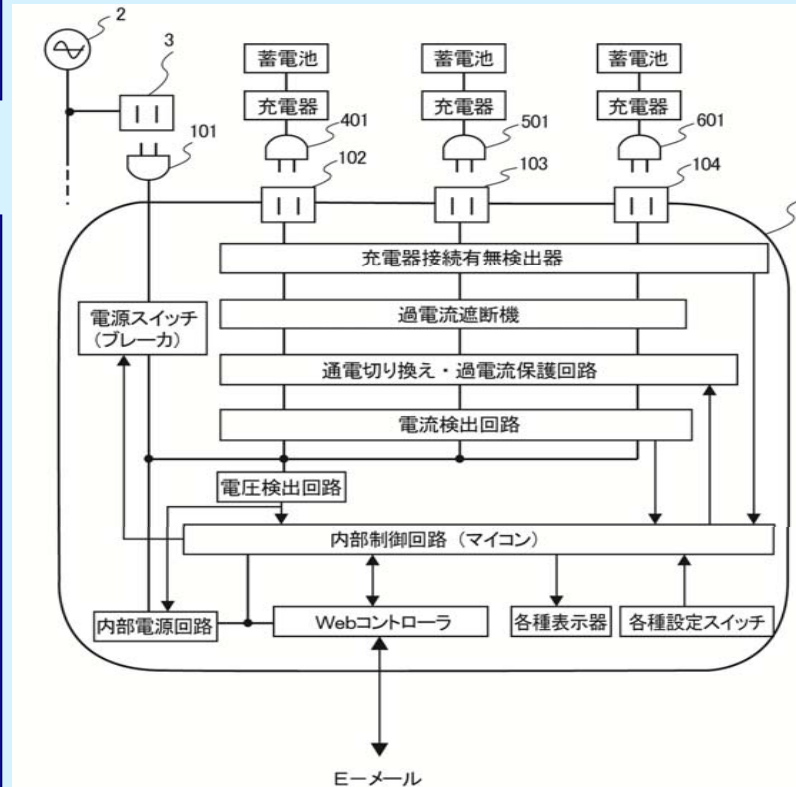 2
3
101
蓄電池
充電器
401
102
蓄電池
充電器
501
103
蓄電池
充電器
601
104
充電器接続有無検出器
電源スイッチ
(ブレーカ)
過電流遮断機
通電切り換え・過電流保護回路
電流検出回路
電圧検出回路
内部制御回路(マイコン)
内部電源回路
Webコントローラ
各種表示器
各種設定スイッチ
E-メール